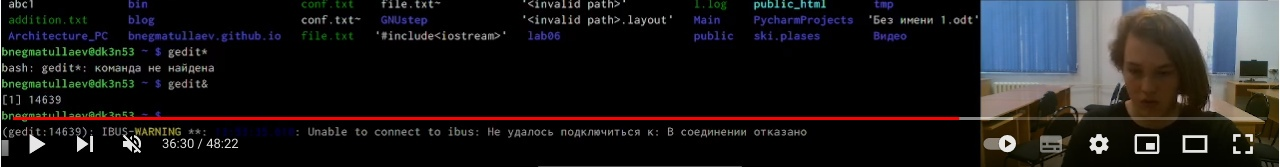 abc1 bin conf.txt file.txt~ '<invalid path>' l.log public_html tmp
addition.txt blog conf.txt~ GNUstep '<invalid path>.layout' Main PycharmProjects 'Без имени 1.odt'
Architecture_PC bnegmatullaev.github.io file.txt '#include<iostream>' lab06 public ski.plases Видео
bnegmatullaev@dk3n53 ~ $ gedit*
bash: gedit*: команда не найдена
bnegmatullaev@dk3n53 ~ $ gedit&
[1] 14639
bnegmatullaev@dk3n53 ~ $
(gedit:14639): IBUS-WARNING **: : Unable to connect to ibus: Не удалось подключиться к: В соединении отказано
36:30 / 48:22